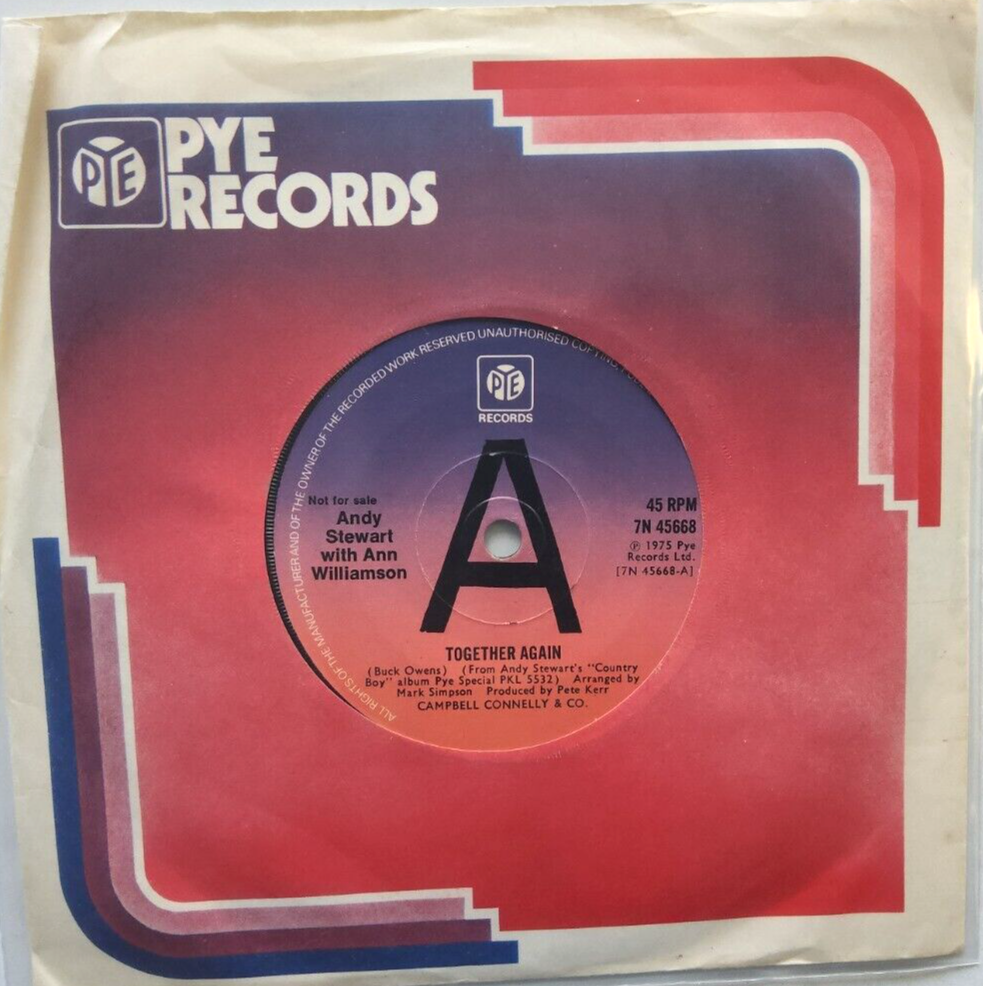 PYE
PYE
RECORDS
ALL RIGHTS OF THE MANUFACTURER AND OF THE OWNER OF THE RECORDED WORK RESERVED UNAUTHORISED COPYING,
PYE
RECORDS
A
Not for sale
Andy
Stewart
with Ann
Williamson
45 RPM
7N 45668
℗ 1975 Pye
Records Ltd.
[7N 45668-A]
TOGETHER AGAIN
(Buck Owens) (From Andy Stewart's "Country
Boy" album Pye Special PKL 5532) Arranged by
Mark Simpson Produced by Pete Kerr
CAMPBELL CONNELLY & CO.